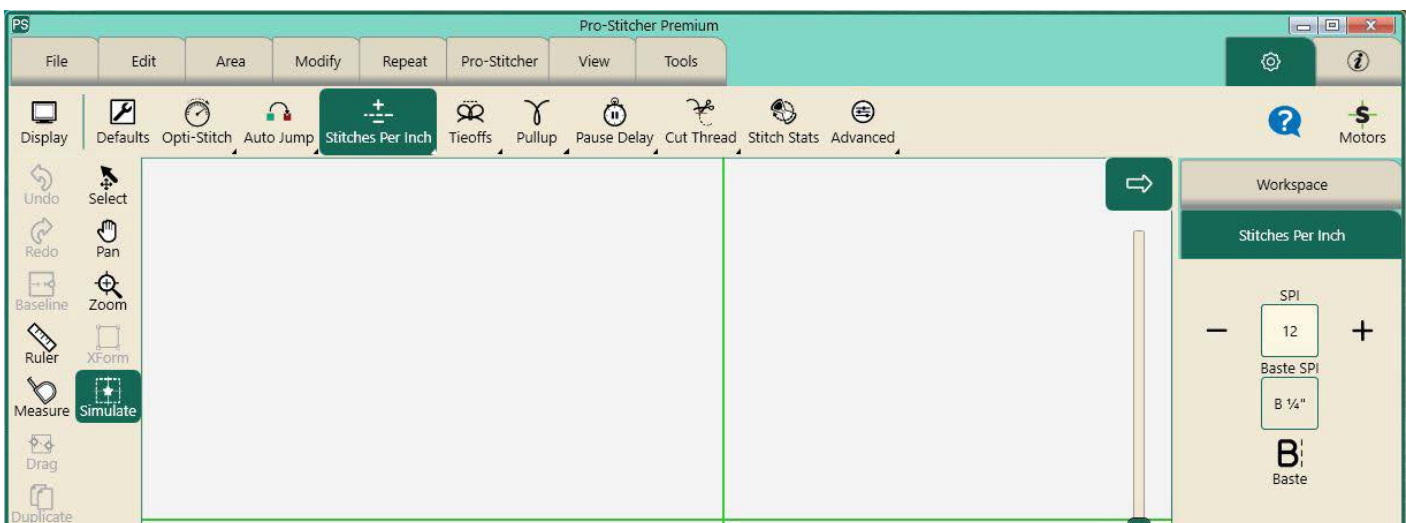 PS
Pro-Stitcher Premium
File Edit Area Modify Repeat Pro-Stitcher View Tools
i
Display Defaults Opti-Stitch Auto Jump Stitches Per Inch Tieoffs Pullup Pause Delay Cut Thread Stitch Stats Advanced ? S Motors
Undo Select
Workspace
Redo Pan
Stitches Per Inch
Baseline Zoom
SPI
− 12 +
Ruler XForm
Baste SPI
Measure Simulate
B ¼"
Drag
B
Baste
Duplicate